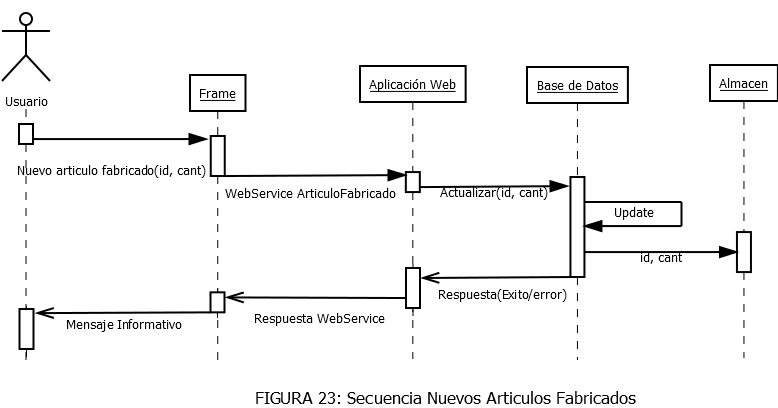 Usuario
Frame
Aplicación Web
Base de Datos
Almacen
Nuevo articulo fabricado(id, cant)
WebService ArticuloFabricado
Actualizar(id, cant)
Update
id, cant
Respuesta(Exito/error)
Respuesta WebService
Mensaje Informativo
FIGURA 23: Secuencia Nuevos Articulos Fabricados